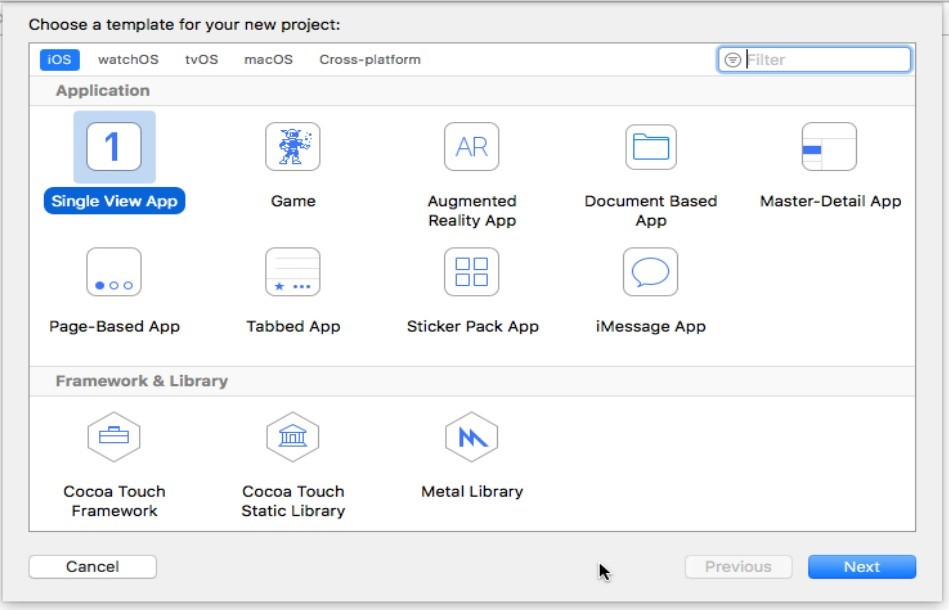 Choose a template for your new project:
iOS watchOS tvOS macOS Cross-platform Filter
Application
1 AR
Single View App Game Augmented Reality App Document Based App Master-Detail App
Page-Based App Tabbed App Sticker Pack App iMessage App
Framework & Library
Cocoa Touch Framework Cocoa Touch Static Library Metal Library
Cancel Previous Next